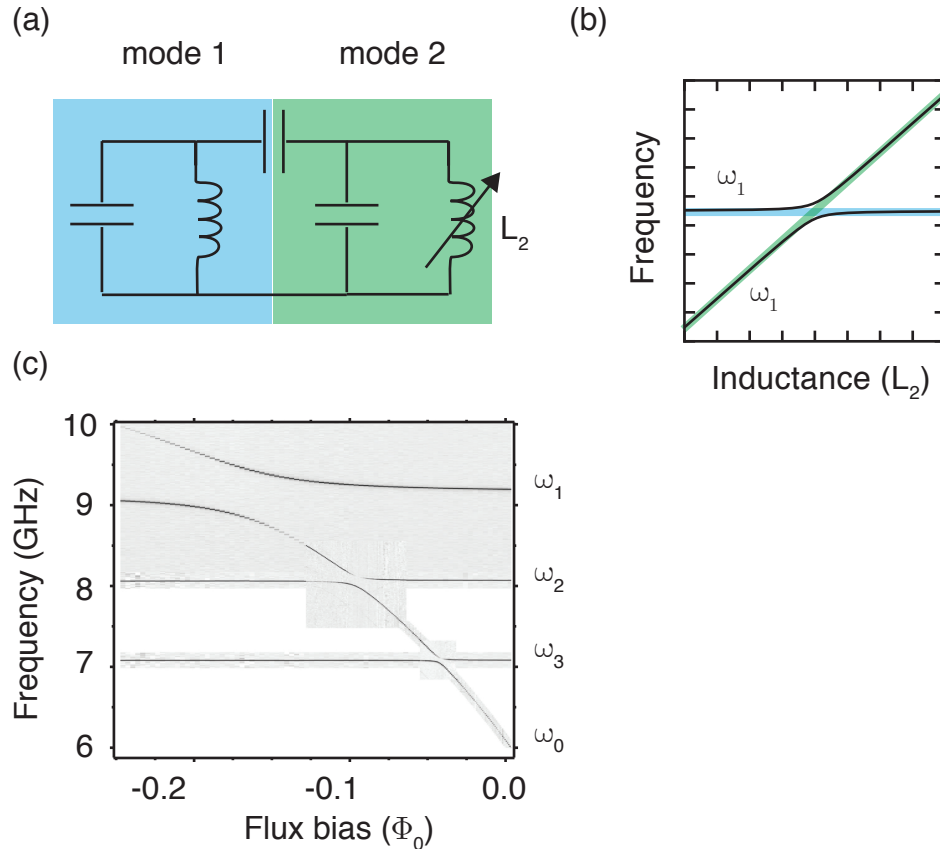 (a)
mode 1 mode 2
L₂
(b)
Frequency
ω₁
ω₁
Inductance (L₂)
(c)
Frequency (GHz)
10
9
8
7
6
ω₁
ω₂
ω₃
ω₀
-0.2 -0.1 0.0
Flux bias (Φ₀)